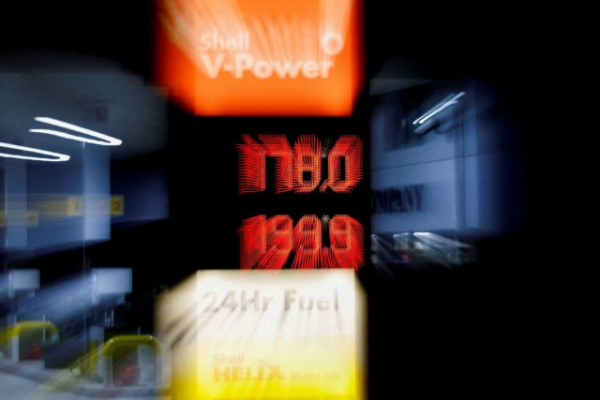 Shell
V-Power
178.0
199.9
24Hr Fuel
Shell
HELIX